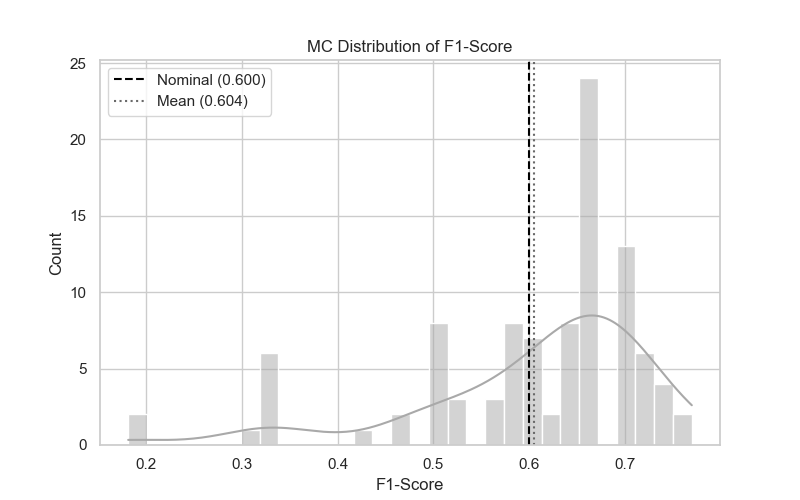 MC Distribution of F1-Score
Nominal (0.600)
Mean (0.604)
25
20
15
10
5
0
Count
0.2 0.3 0.4 0.5 0.6 0.7
F1-Score